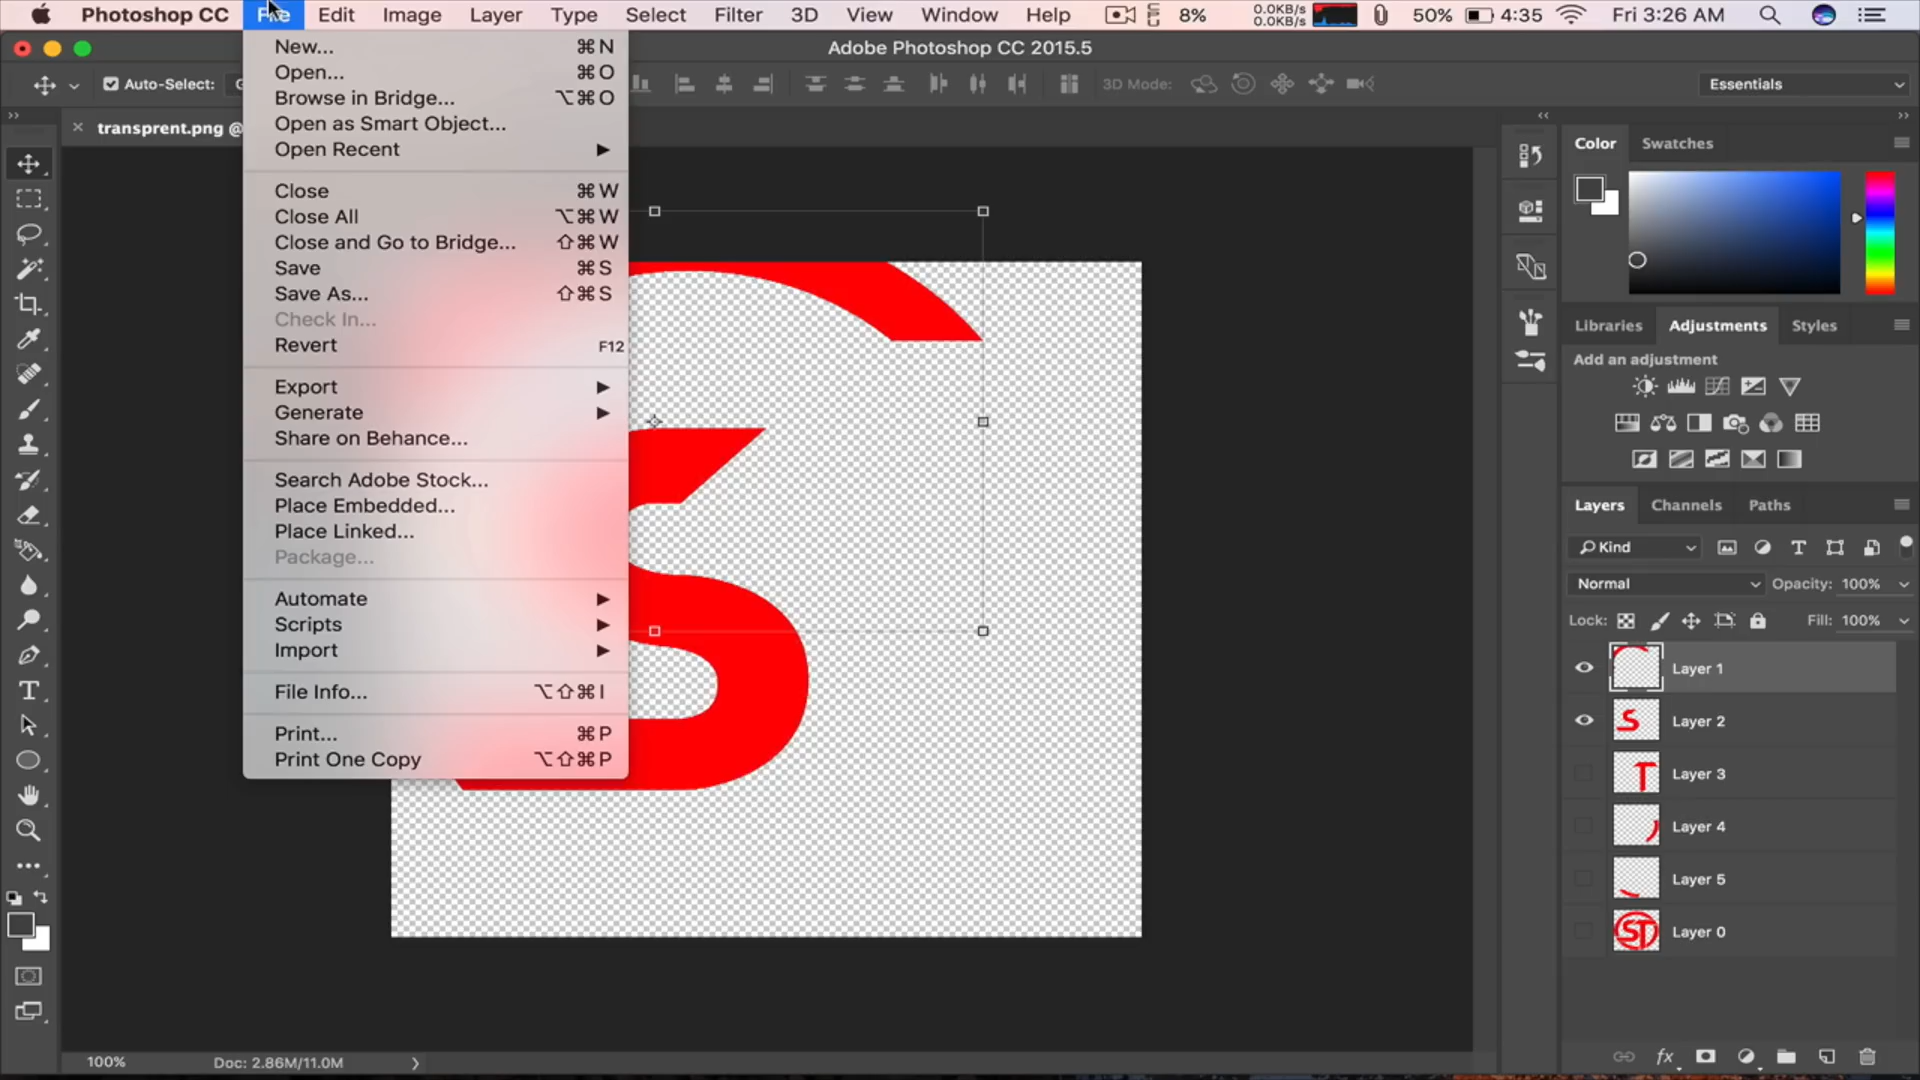 Photoshop CC File Edit Image Layer Type Select Filter 3D View Window Help 8% 0.0KB/s 0.0KB/s 50% 4:35 Fri 3:26 AM
Adobe Photoshop CC 2015.5
Auto-Select: 3D Mode: Essentials
transprent.png @
New... ⌘N
Open... ⌘O
Browse in Bridge... ⌥⌘O
Open as Smart Object...
Open Recent ▶
Close ⌘W
Close All ⌥⌘W
Close and Go to Bridge... ⇧⌘W
Save ⌘S
Save As... ⇧⌘S
Check In...
Revert F12
Export ▶
Generate ▶
Share on Behance...
Search Adobe Stock...
Place Embedded...
Place Linked...
Package...
Automate ▶
Scripts ▶
Import ▶
File Info... ⌥⇧⌘I
Print... ⌘P
Print One Copy ⌥⇧⌘P
S
Color Swatches
Libraries Adjustments Styles
Add an adjustment
Layers Channels Paths
Kind
Normal Opacity: 100%
Lock: Fill: 100%
Layer 1
S Layer 2
T Layer 3
Layer 4
Layer 5
ST Layer 0
fx
100% Doc: 2.86M/11.0M